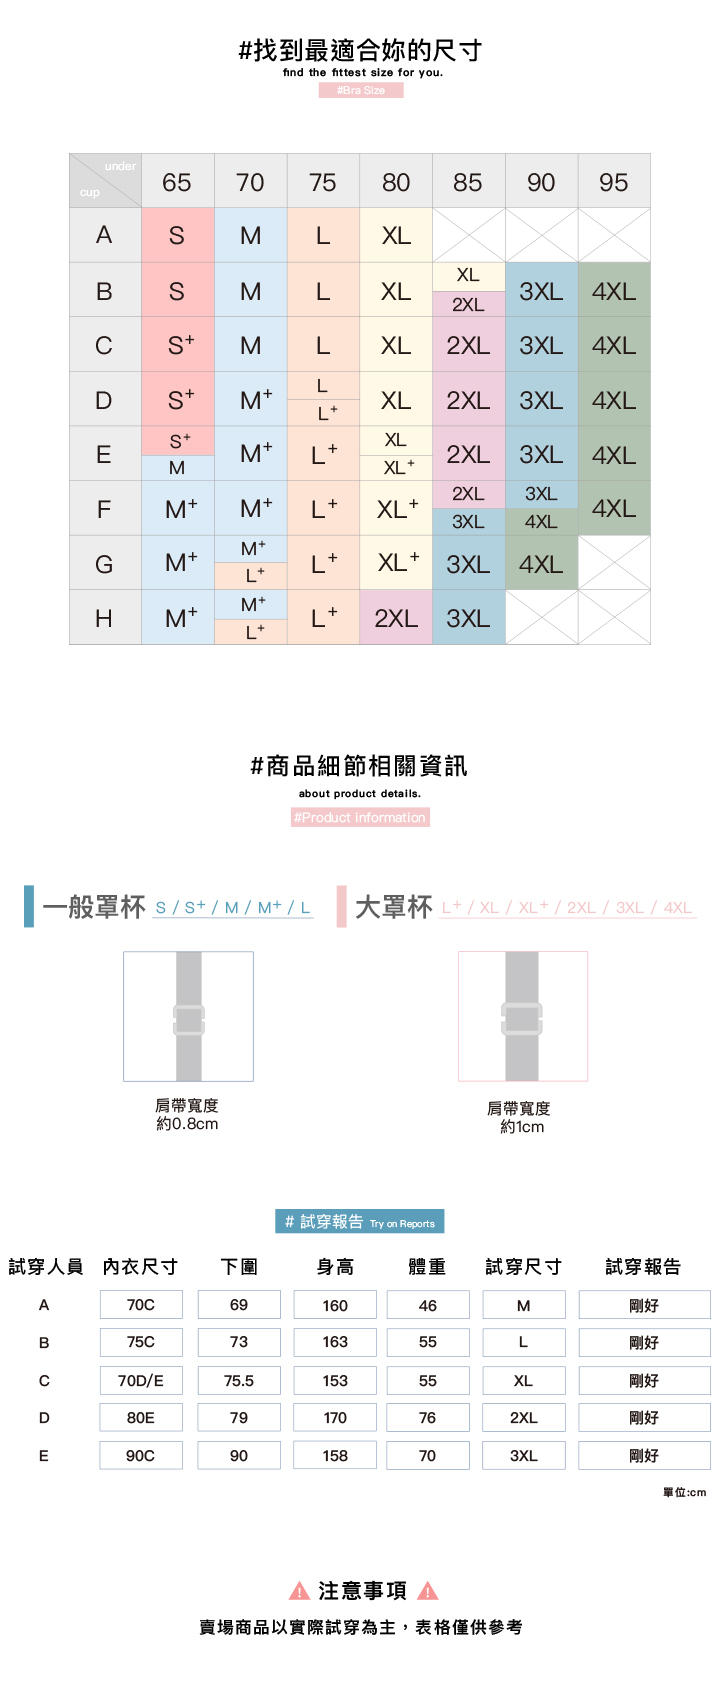 #找到最適合妳的尺寸
find the fittest size for you.
#Bra Size
under
cup
65 70 75 80 85 90 95
A S M L XL
B S M L XL XL 2XL 3XL 4XL
C S+ M L XL 2XL 3XL 4XL
D S+ M+ L L+ XL 2XL 3XL 4XL
E S+ M M+ L+ XL XL+ 2XL 3XL 4XL
F M+ M+ L+ XL+ 2XL 3XL 3XL 4XL 4XL
G M+ M+ L+ L+ XL+ 3XL 4XL
H M+ M+ L+ L+ 2XL 3XL
#商品細節相關資訊
about product details.
#Product information
一般罩杯 S / S+ / M / M+ / L
大罩杯 L+ / XL / XL+ / 2XL / 3XL / 4XL
肩帶寬度
約0.8cm
肩帶寬度
約1cm
# 試穿報告 Try on Reports
試穿人員 內衣尺寸 下圍 身高 體重 試穿尺寸 試穿報告
A 70C 69 160 46 M 剛好
B 75C 73 163 55 L 剛好
C 70D/E 75.5 153 55 XL 剛好
D 80E 79 170 76 2XL 剛好
E 90C 90 158 70 3XL 剛好
單位:cm
注意事項
賣場商品以實際試穿為主，表格僅供參考